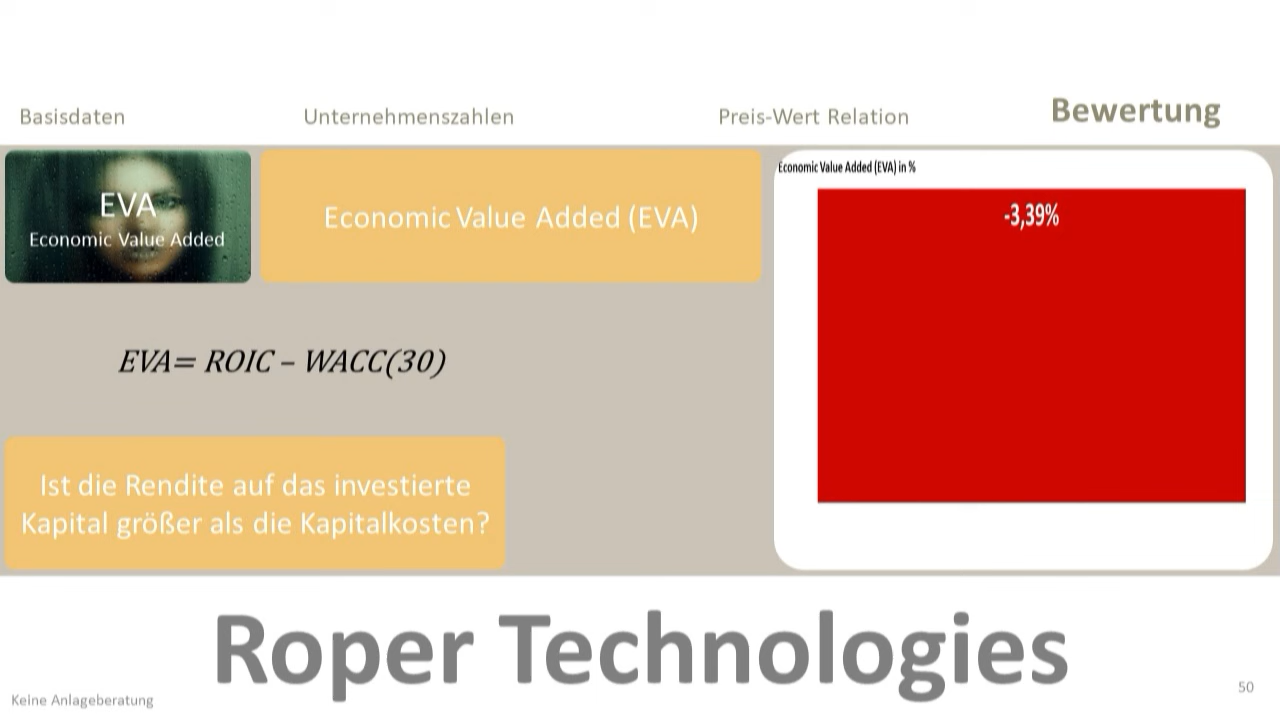 Basisdaten
Unternehmenszahlen
Preis-Wert Relation
Bewertung
EVA
Economic Value Added
Economic Value Added (EVA)
Economic Value Added (EVA) in %
-3,39%
EVA= ROIC – WACC(30)
Ist die Rendite auf das investierte
Kapital größer als die Kapitalkosten?
Roper Technologies
Keine Anlageberatung
50